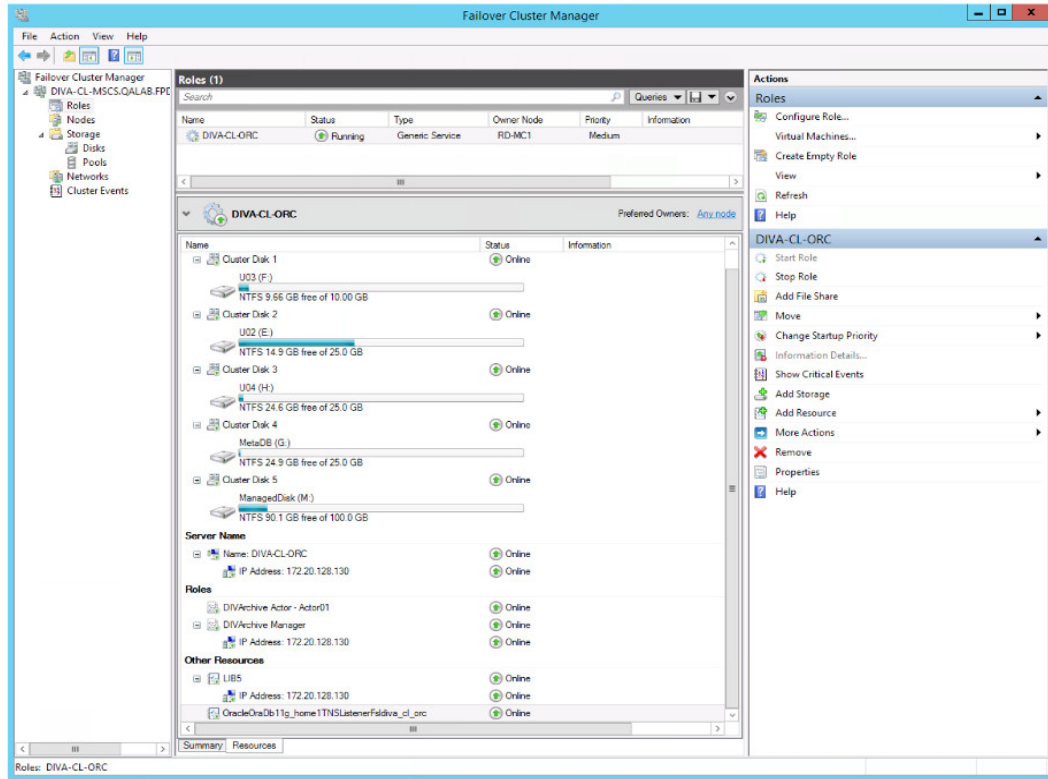 Failover Cluster Manager
File Action View Help
Failover Cluster Manager
DIVA-CL-MSCS.QALAB.FPD
Roles
Nodes
Storage
Disks
Pools
Networks
Cluster Events
Roles (1)
Search
Queries
Name Status Type Owner Node Priority Information
DIVA-CL-ORC Running Generic Service RD-MC1 Medium
DIVA-CL-ORC Preferred Owners: Any node
Name Status Information
Cluster Disk 1 Online
U03 (F:)
NTFS 9.66 GB free of 10.00 GB
Cluster Disk 2 Online
U02 (E:)
NTFS 14.9 GB free of 25.0 GB
Cluster Disk 3 Online
U04 (H:)
NTFS 24.6 GB free of 25.0 GB
Cluster Disk 4 Online
MetaDB (G:)
NTFS 24.9 GB free of 25.0 GB
Cluster Disk 5 Online
ManagedDisk (M:)
NTFS 90.1 GB free of 100.0 GB
Server Name
Name: DIVA-CL-ORC Online
IP Address: 172.20.128.130 Online
Roles
DIVArchive Actor - Actor01 Online
DIVArchive Manager Online
IP Address: 172.20.128.130 Online
Other Resources
LIB5 Online
IP Address: 172.20.128.130 Online
OracleOraDb11g_home1TNSListenerFsldiva_cl_orc Online
Summary Resources
Actions
Roles
Configure Role...
Virtual Machines...
Create Empty Role
View
Refresh
Help
DIVA-CL-ORC
Start Role
Stop Role
Add File Share
Move
Change Startup Priority
Information Details...
Show Critical Events
Add Storage
Add Resource
More Actions
Remove
Properties
Help
Roles: DIVA-CL-ORC